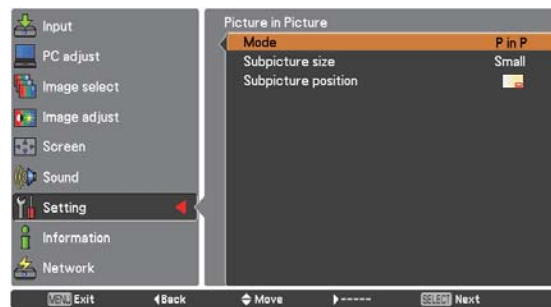 Input
PC adjust
Image select
Image adjust
Screen
Sound
Setting
Information
Network
Picture in Picture
Mode P in P
Subpicture size Small
Subpicture position
MENU Exit Back Move ----- SELECT Next